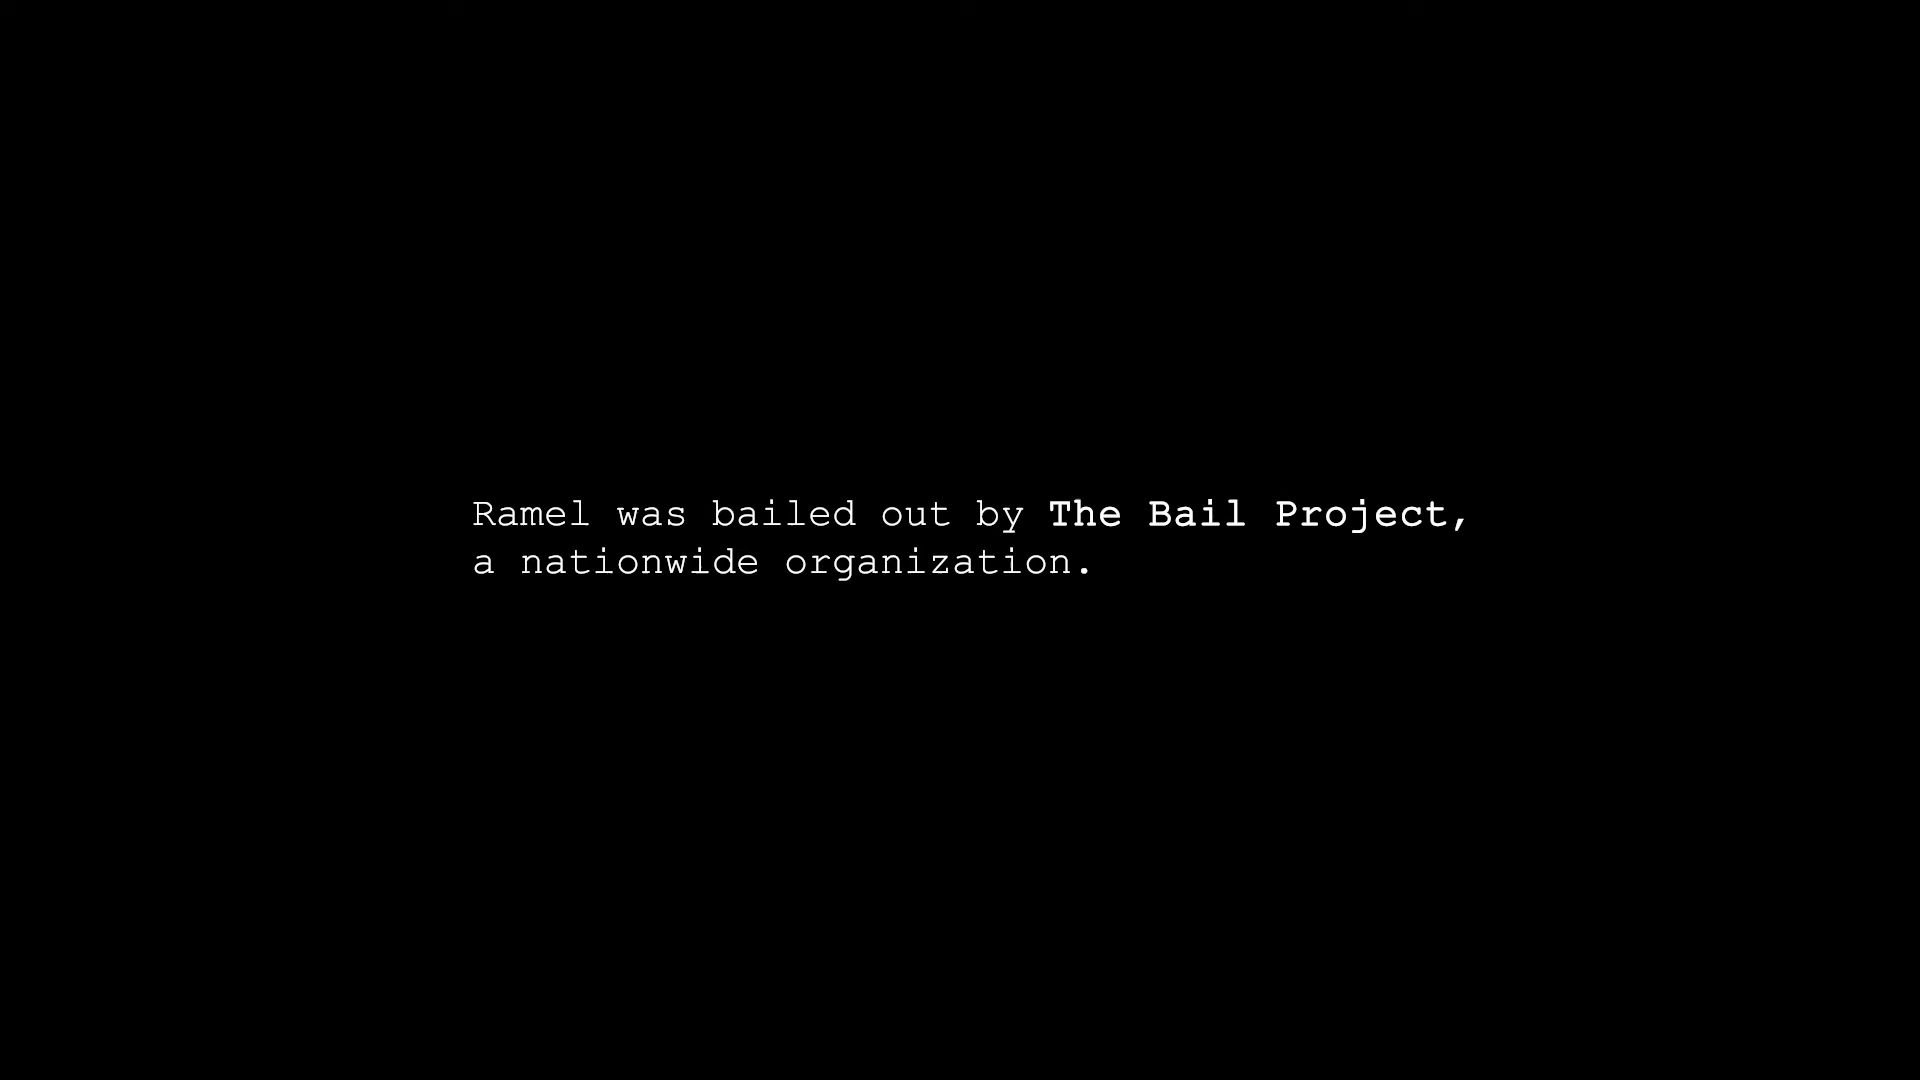 Ramel was bailed out by The Bail Project,
a nationwide organization.